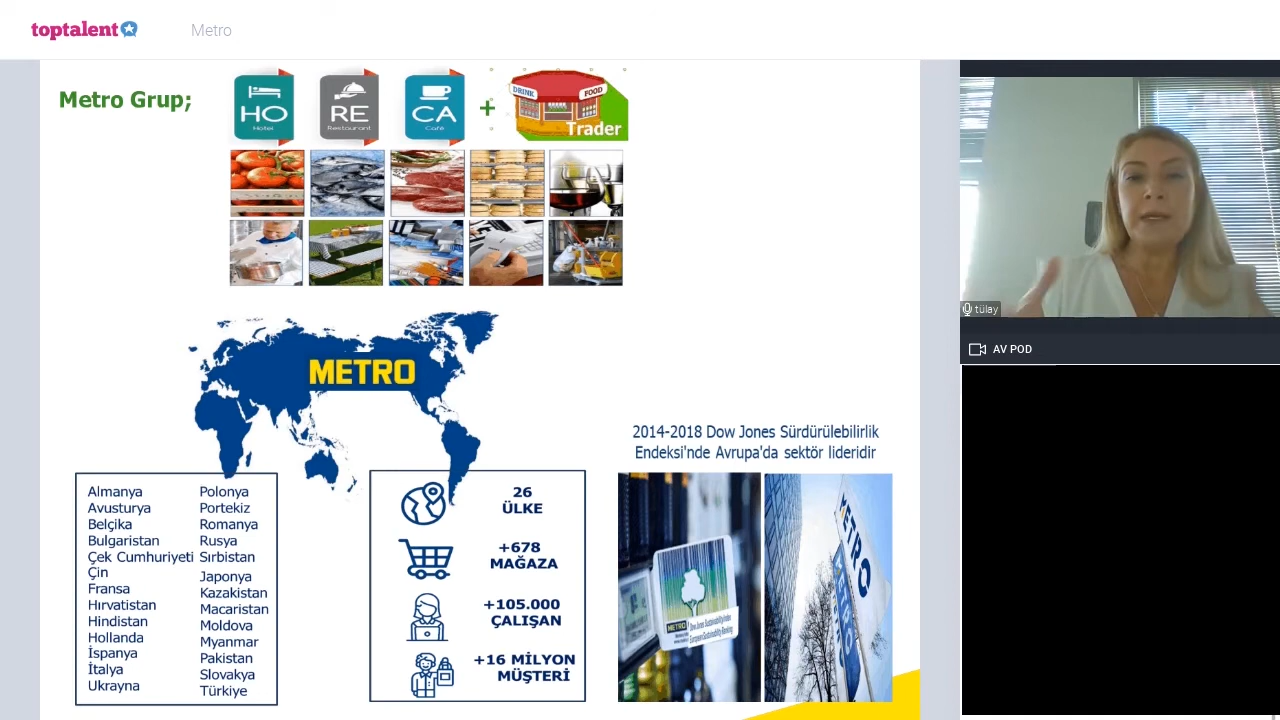 toptalent
Metro
Metro Grup;
HO
Hotel
RE
Restaurant
CA
Café
+
DRINK
FOOD
Trader
METRO
2014-2018 Dow Jones Sürdürülebilirlik
Endeksi'nde Avrupa'da sektör lideridir
Almanya
Avusturya
Belçika
Bulgaristan
Çek Cumhuriyeti
Çin
Fransa
Hırvatistan
Hindistan
Hollanda
İspanya
İtalya
Ukrayna
Polonya
Portekiz
Romanya
Rusya
Sırbistan
Japonya
Kazakistan
Macaristan
Moldova
Myanmar
Pakistan
Slovakya
Türkiye
26
ÜLKE
+678
MAĞAZA
+105.000
ÇALIŞAN
+16 MİLYON
MÜŞTERİ
METRO
METRO
METRO
tülay
AV POD